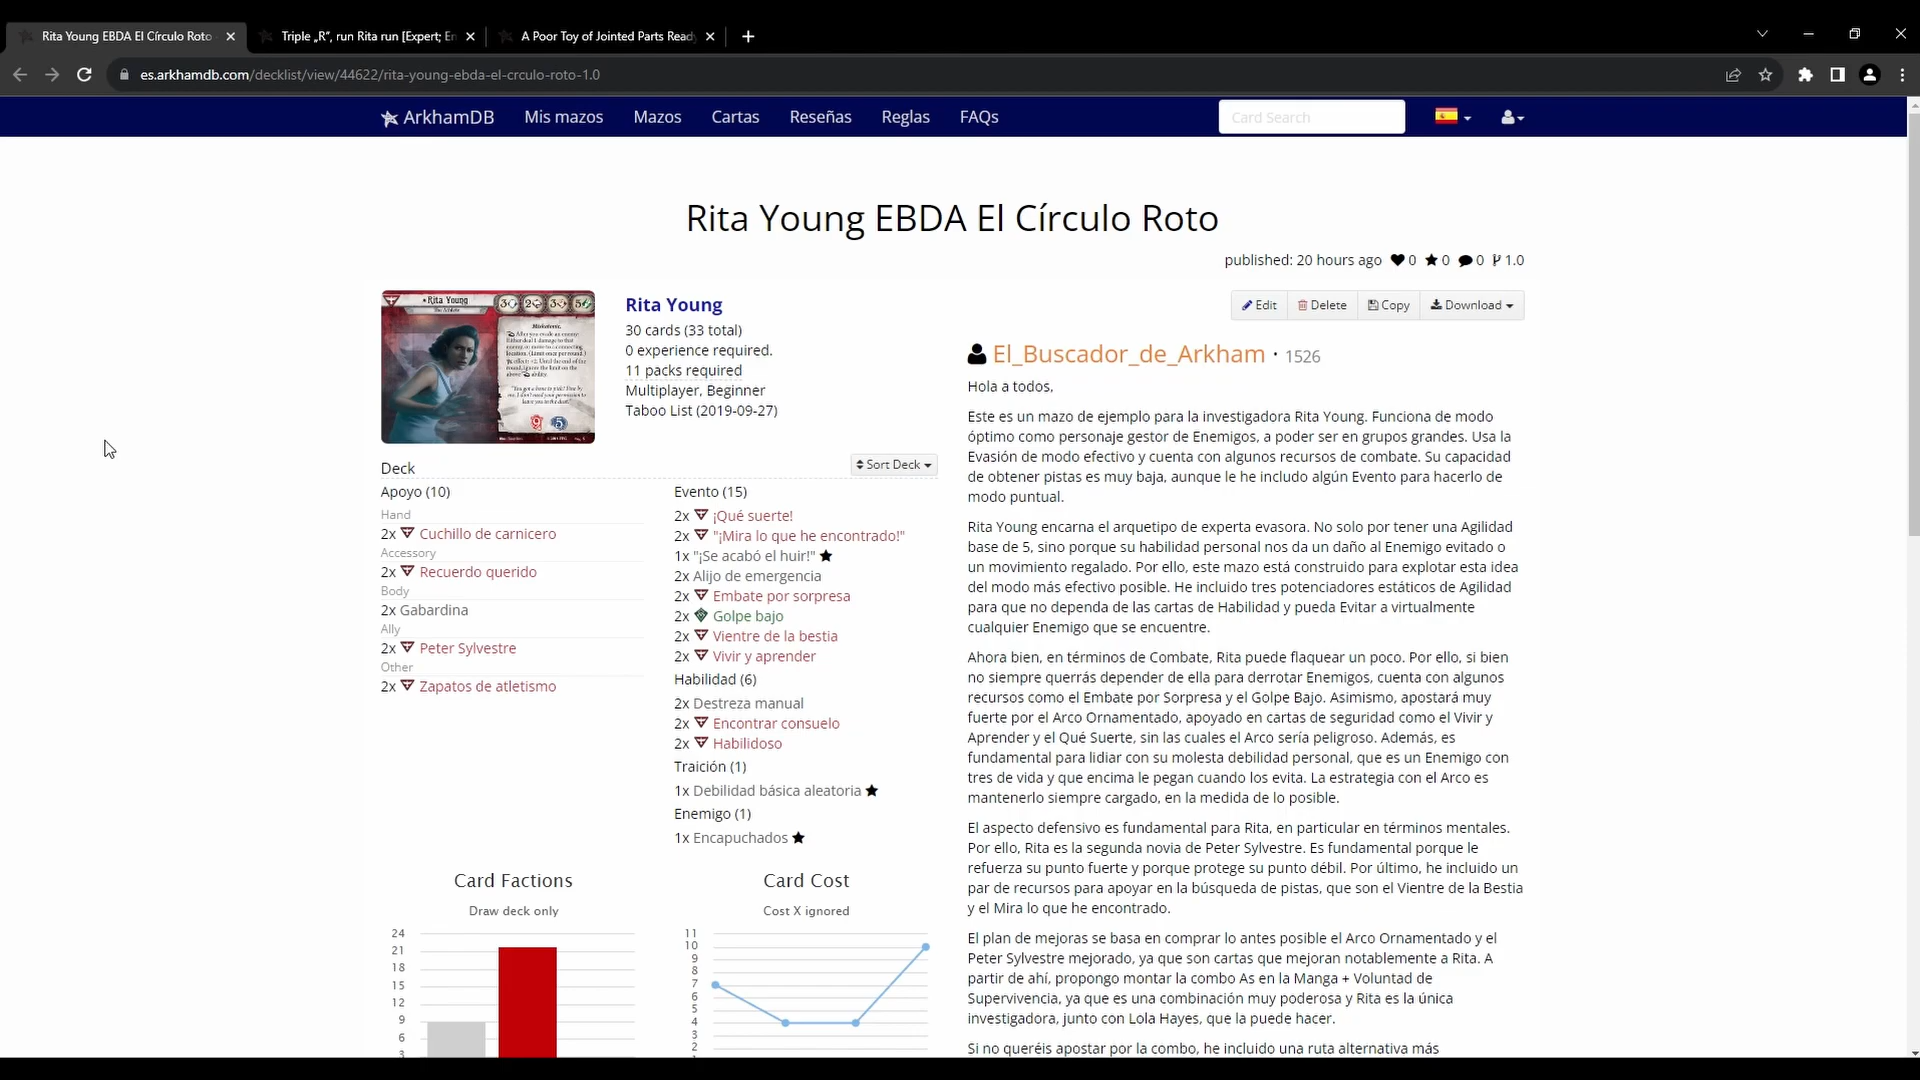 Rita Young EBDA El Círculo Roto
Triple „R”, run Rita run [Expert; En
A Poor Toy of Jointed Parts Ready
es.arkhamdb.com/decklist/view/44622/rita-young-ebda-el-crculo-roto-1.0
ArkhamDB Mis mazos Mazos Cartas Reseñas Reglas FAQs Card Search
Rita Young EBDA El Círculo Roto
published: 20 hours ago 0 0 0 1.0
Rita Young
The Athlete
Rita Young
30 cards (33 total)
0 experience required.
11 packs required
Multiplayer, Beginner
Taboo List (2019-09-27)
Deck
Sort Deck
Apoyo (10)
Hand
2x Cuchillo de carnicero
Accessory
2x Recuerdo querido
Body
2x Gabardina
Ally
2x Peter Sylvestre
Other
2x Zapatos de atletismo
Evento (15)
2x ¡Qué suerte!
2x "¡Mira lo que he encontrado!"
1x "¡Se acabó el huir!"
2x Alijo de emergencia
2x Embate por sorpresa
2x Golpe bajo
2x Vientre de la bestia
2x Vivir y aprender
Habilidad (6)
2x Destreza manual
2x Encontrar consuelo
2x Habilidoso
Traición (1)
1x Debilidad básica aleatoria
Enemigo (1)
1x Encapuchados
Card Factions
Draw deck only
24
21
18
15
12
9
6
3
Card Cost
Cost X ignored
11
10
9
8
7
6
5
4
3
2
Edit Delete Copy Download
El_Buscador_de_Arkham · 1526
Hola a todos,
Este es un mazo de ejemplo para la investigadora Rita Young. Funciona de modo
óptimo como personaje gestor de Enemigos, a poder ser en grupos grandes. Usa la
Evasión de modo efectivo y cuenta con algunos recursos de combate. Su capacidad
de obtener pistas es muy baja, aunque le he includo algún Evento para hacerlo de
modo puntual.
Rita Young encarna el arquetipo de experta evasora. No solo por tener una Agilidad
base de 5, sino porque su habilidad personal nos da un daño al Enemigo evitado o
un movimiento regalado. Por ello, este mazo está construido para explotar esta idea
del modo más efectivo posible. He incluido tres potenciadores estáticos de Agilidad
para que no dependa de las cartas de Habilidad y pueda Evitar a virtualmente
cualquier Enemigo que se encuentre.
Ahora bien, en términos de Combate, Rita puede flaquear un poco. Por ello, si bien
no siempre querrás depender de ella para derrotar Enemigos, cuenta con algunos
recursos como el Embate por Sorpresa y el Golpe Bajo. Asimismo, apostará muy
fuerte por el Arco Ornamentado, apoyado en cartas de seguridad como el Vivir y
Aprender y el Qué Suerte, sin las cuales el Arco sería peligroso. Además, es
fundamental para lidiar con su molesta debilidad personal, que es un Enemigo con
tres de vida y que encima le pegan cuando los evita. La estrategia con el Arco es
mantenerlo siempre cargado, en la medida de lo posible.
El aspecto defensivo es fundamental para Rita, en particular en términos mentales.
Por ello, Rita es la segunda novia de Peter Sylvestre. Es fundamental porque le
refuerza su punto fuerte y porque protege su punto débil. Por último, he incluido un
par de recursos para apoyar en la búsqueda de pistas, que son el Vientre de la Bestia
y el Mira lo que he encontrado.
El plan de mejoras se basa en comprar lo antes posible el Arco Ornamentado y el
Peter Sylvestre mejorado, ya que son cartas que mejoran notablemente a Rita. A
partir de ahí, propongo montar la combo As en la Manga + Voluntad de
Supervivencia, ya que es una combinación muy poderosa y Rita es la única
investigadora, junto con Lola Hayes, que la puede hacer.
Si no queréis apostar por la combo, he incluido una ruta alternativa más